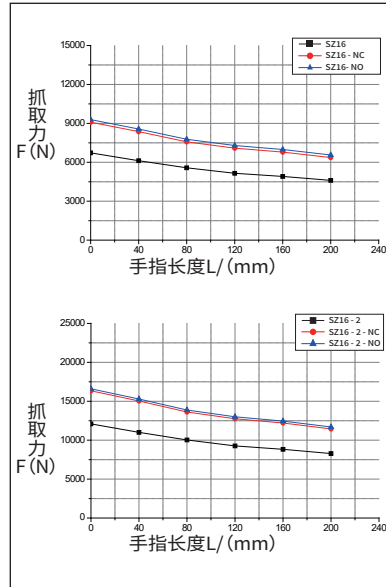 15000
12000
9000
6000
3000
0
抓取力
F(N)
SZ16
SZ16 - NC
SZ16- NO
0 40 80 120 160 200 240
手指长度L/(mm)
25000
20000
15000
10000
5000
0
抓取力
F(N)
SZ16 - 2
SZ16 - 2 - NC
SZ16 - 2 - NO
0 40 80 120 160 200 240
手指长度L/(mm)